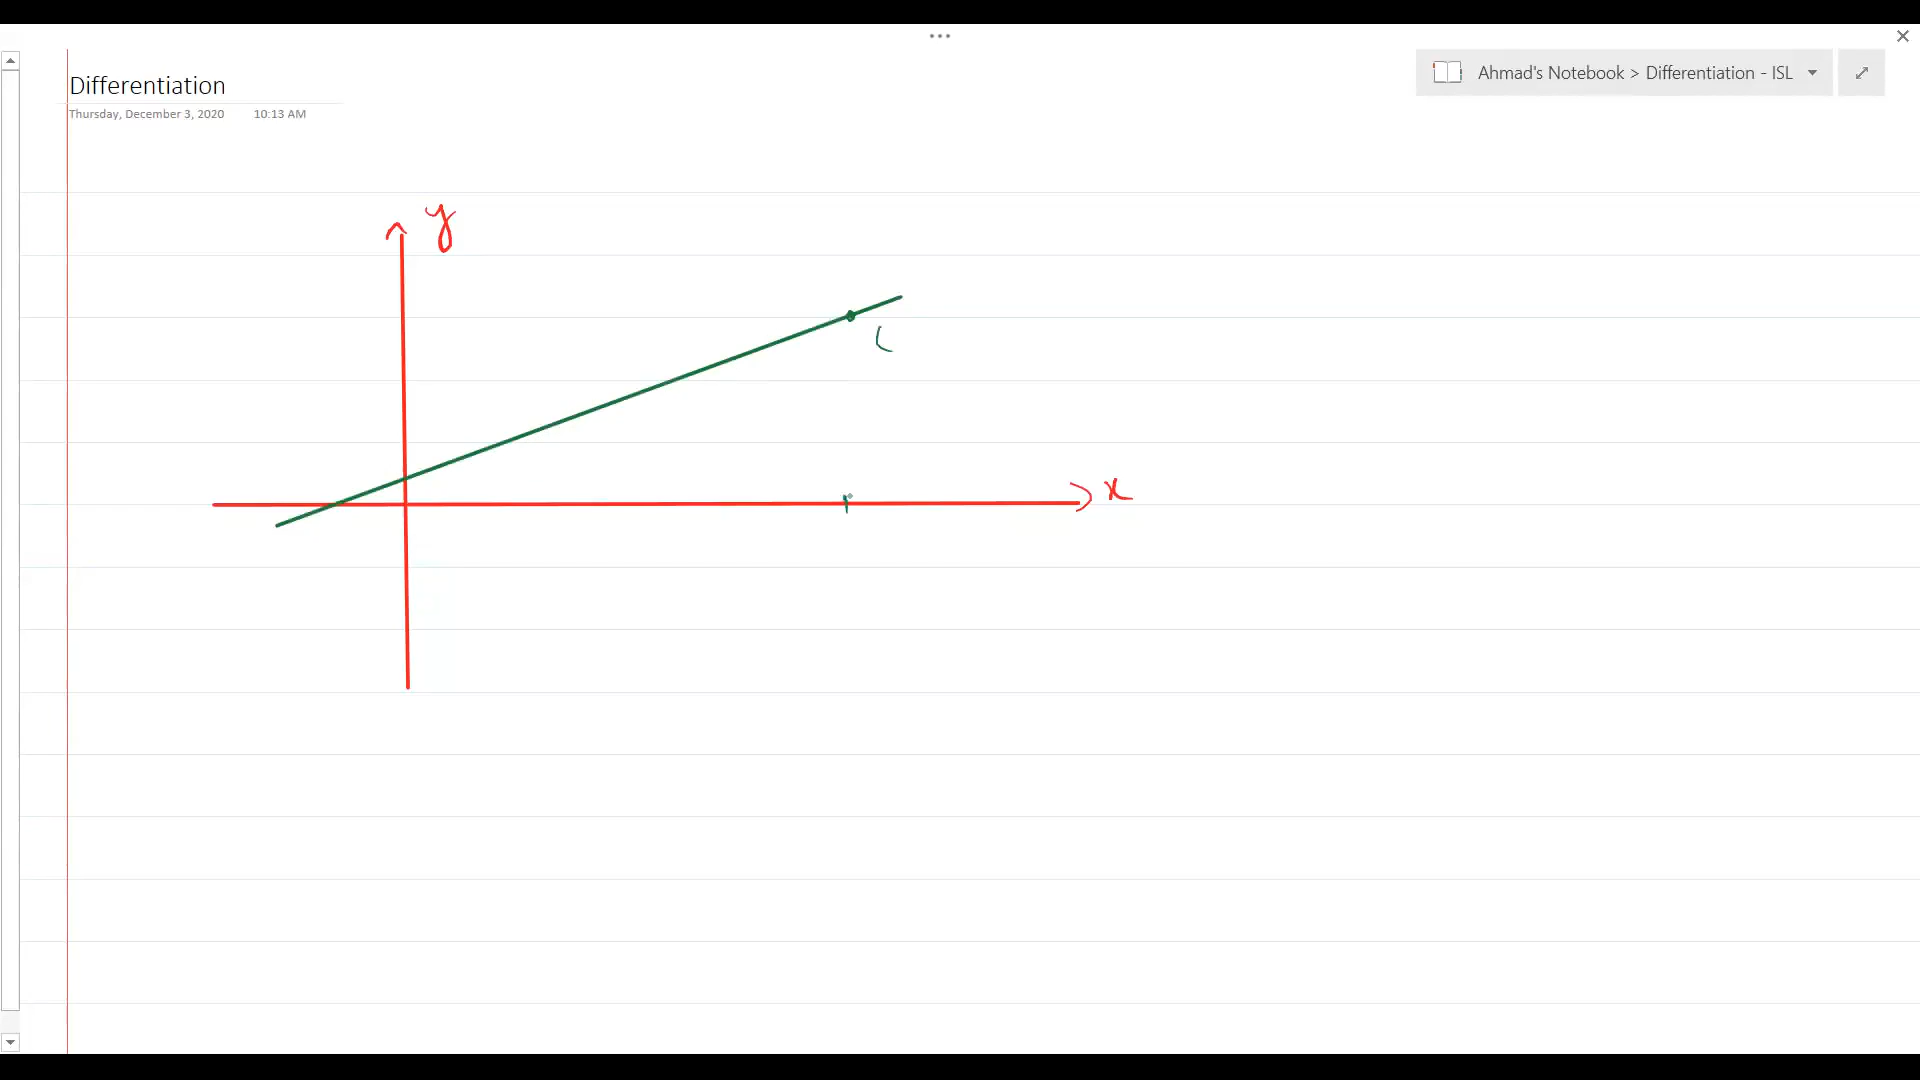 Differentiation
Thursday, December 3, 2020 10:13 AM
Ahmad's Notebook > Differentiation - ISL
y
(
x